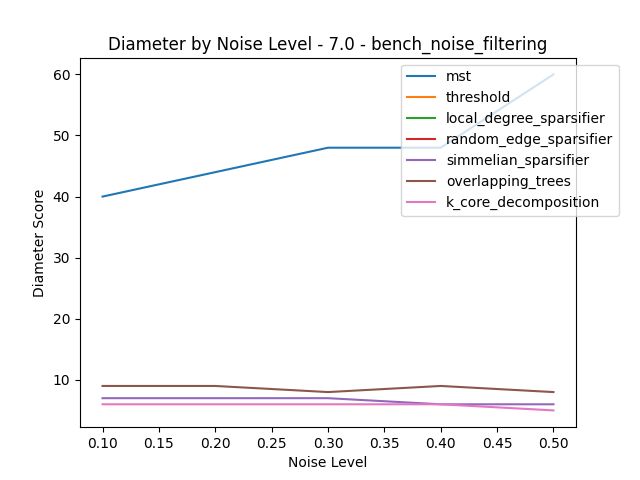 Diameter by Noise Level - 7.0 - bench_noise_filtering
mst
threshold
local_degree_sparsifier
random_edge_sparsifier
simmelian_sparsifier
overlapping_trees
k_core_decomposition
Diameter Score
60
50
40
30
20
10
0.10 0.15 0.20 0.25 0.30 0.35 0.40 0.45 0.50
Noise Level